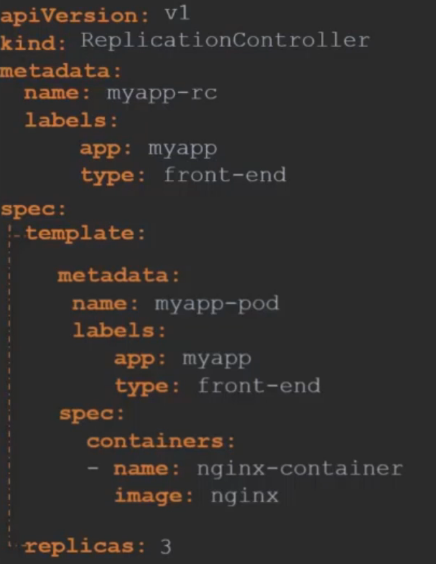 apiVersion: v1
kind: ReplicationController
metadata:
  name: myapp-rc
  labels:
      app: myapp
      type: front-end
spec:
  template:
    metadata:
      name: myapp-pod
      labels:
        app: myapp
        type: front-end
    spec:
      containers:
      - name: nginx-container
        image: nginx
  replicas: 3